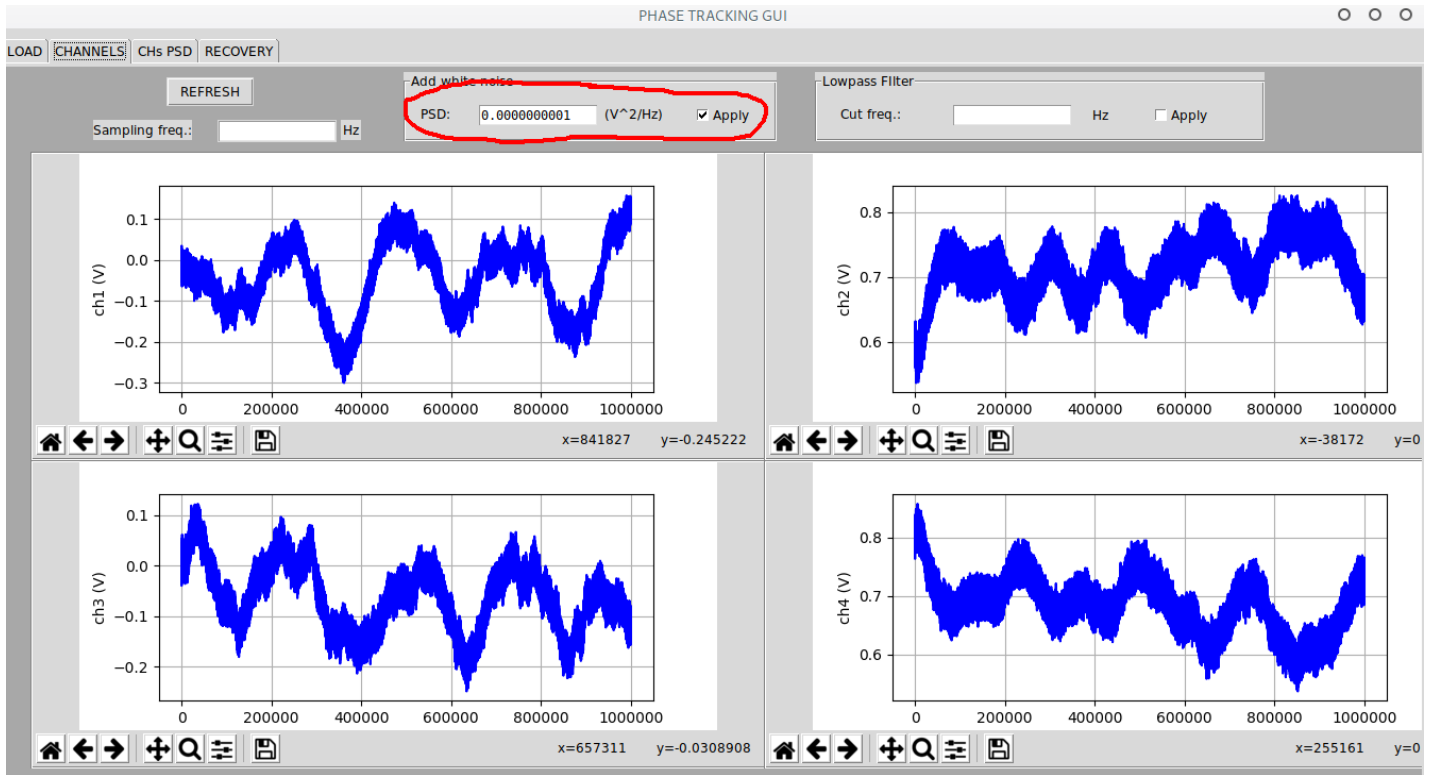 PHASE TRACKING GUI
LOAD CHANNELS CHs PSD RECOVERY
REFRESH
Sampling freq.: Hz
Add white noise
PSD: 0.0000000001 (V^2/Hz) Apply
Lowpass FIlter
Cut freq.: Hz Apply
ch1 (V)
0.1
0.0
−0.1
−0.2
−0.3
0 200000 400000 600000 800000 1000000
x=841827 y=-0.245222
ch2 (V)
0.8
0.7
0.6
0 200000 400000 600000 800000 1000000
x=-38172 y=0
ch3 (V)
0.1
0.0
−0.1
−0.2
0 200000 400000 600000 800000 1000000
x=657311 y=-0.0308908
ch4 (V)
0.8
0.7
0.6
0 200000 400000 600000 800000 1000000
x=255161 y=0